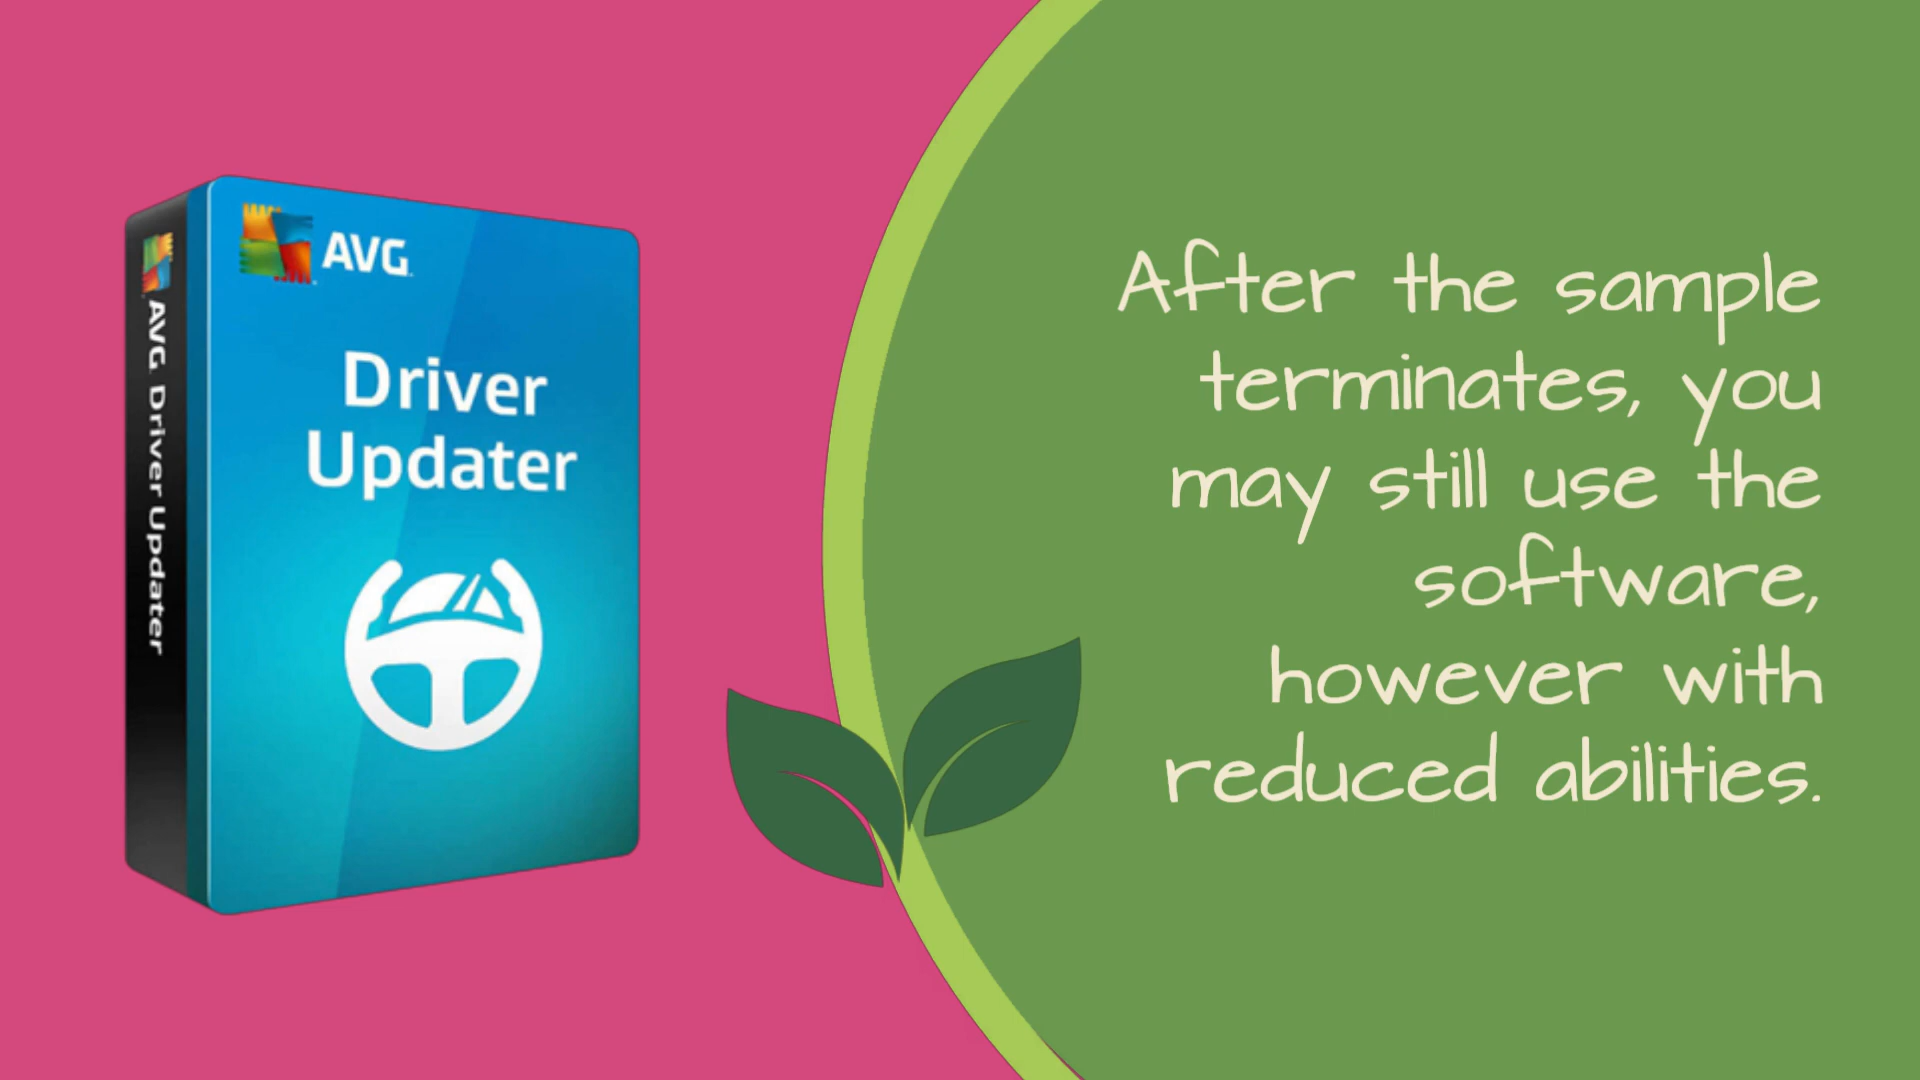 AVG
Driver
Updater
AVG Driver Updater
After the sample
terminates, you
may still use the
software,
however with
reduced abilities.